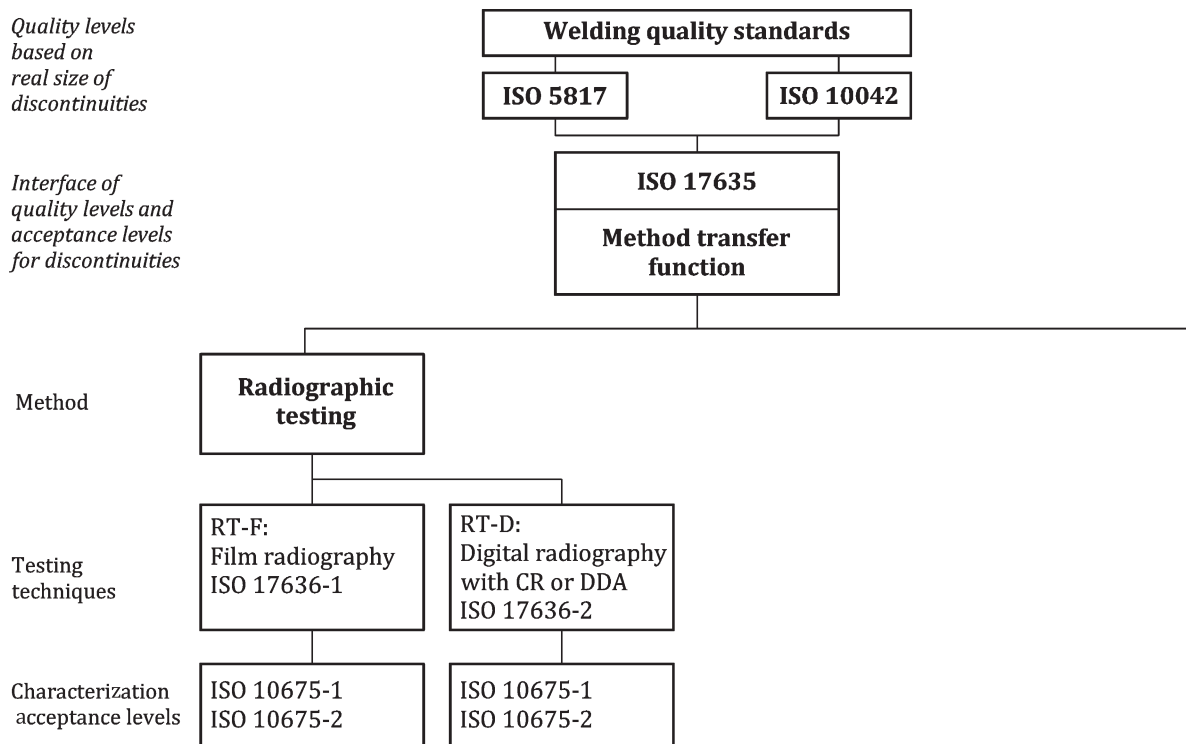 Quality levels
based on
real size of
discontinuities
Welding quality standards
ISO 5817
ISO 10042
Interface of
quality levels and
acceptance levels
for discontinuities
ISO 17635
Method transfer
function
Method
Radiographic
testing
Testing
techniques
RT-F:
Film radiography
ISO 17636-1
RT-D:
Digital radiography
with CR or DDA
ISO 17636-2
Characterization
acceptance levels
ISO 10675-1
ISO 10675-2
ISO 10675-1
ISO 10675-2